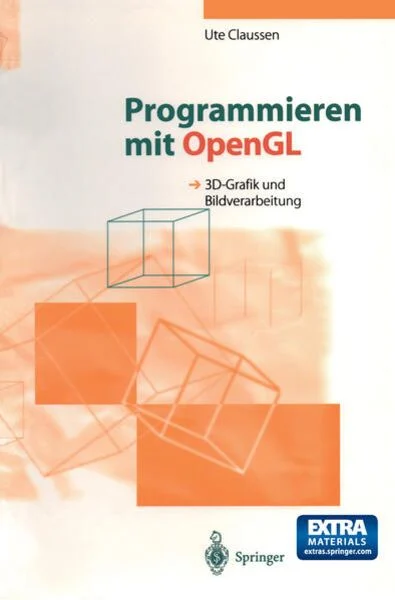 Ute Claussen
Programmieren
mit OpenGL
→ 3D-Grafik und
Bildverarbeitung
EXTRA
MATERIALS
extras.springer.com
Springer